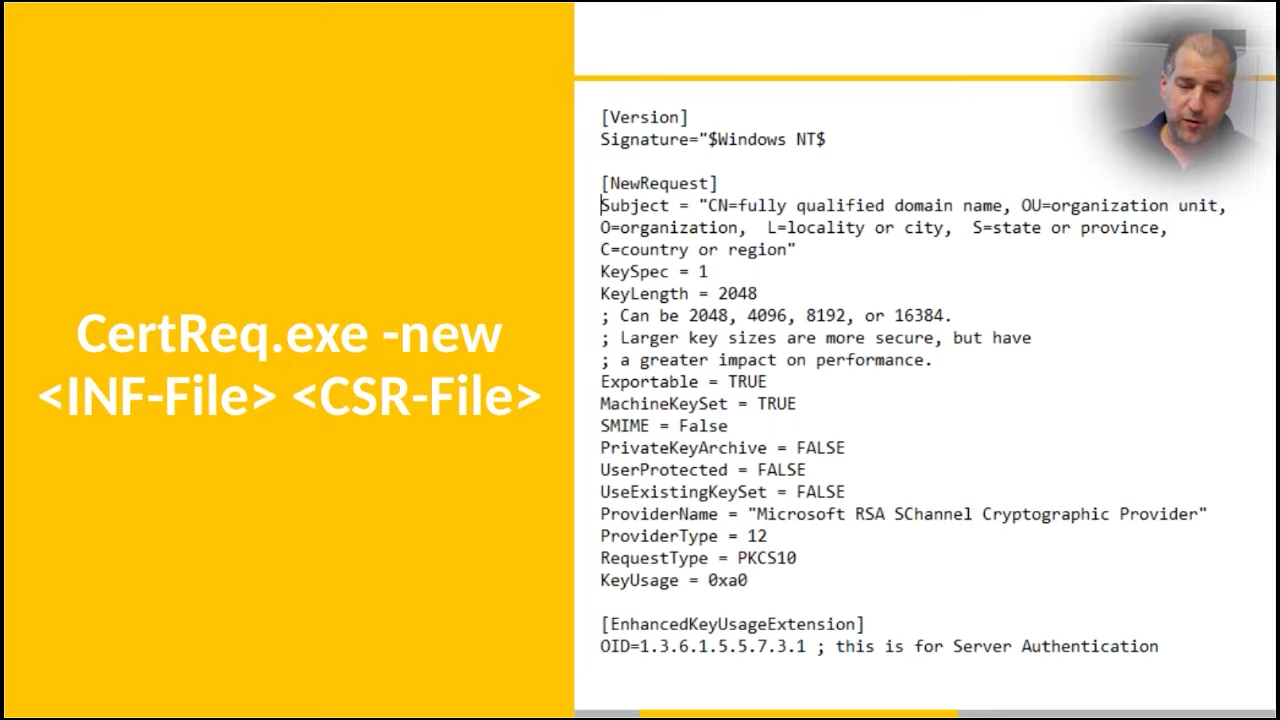 CertReq.exe -new
<INF-File> <CSR-File>
[Version]
Signature="$Windows NT$
[NewRequest]
Subject = "CN=fully qualified domain name, OU=organization unit,
O=organization,  L=locality or city,  S=state or province,
C=country or region"
KeySpec = 1
KeyLength = 2048
; Can be 2048, 4096, 8192, or 16384.
; Larger key sizes are more secure, but have
; a greater impact on performance.
Exportable = TRUE
MachineKeySet = TRUE
SMIME = False
PrivateKeyArchive = FALSE
UserProtected = FALSE
UseExistingKeySet = FALSE
ProviderName = "Microsoft RSA SChannel Cryptographic Provider"
ProviderType = 12
RequestType = PKCS10
KeyUsage = 0xa0
[EnhancedKeyUsageExtension]
OID=1.3.6.1.5.5.7.3.1 ; this is for Server Authentication